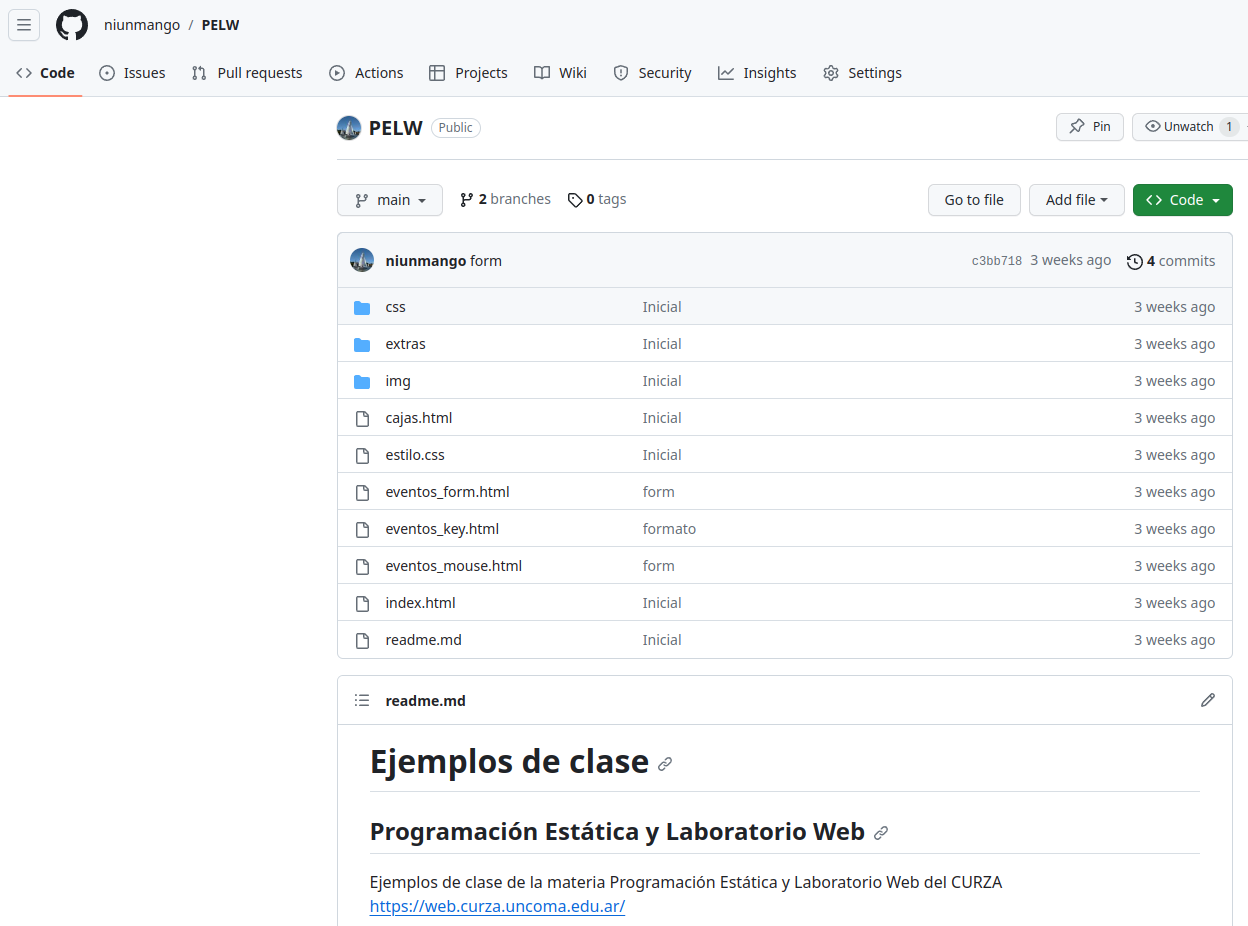 niunmango / PELW
Code Issues Pull requests Actions Projects Wiki Security Insights Settings
PELW Public Pin Unwatch 1
main 2 branches 0 tags Go to file Add file Code
niunmango form c3bb718 3 weeks ago 4 commits
css Inicial 3 weeks ago
extras Inicial 3 weeks ago
img Inicial 3 weeks ago
cajas.html Inicial 3 weeks ago
estilo.css Inicial 3 weeks ago
eventos_form.html form 3 weeks ago
eventos_key.html formato 3 weeks ago
eventos_mouse.html form 3 weeks ago
index.html Inicial 3 weeks ago
readme.md Inicial 3 weeks ago
readme.md
Ejemplos de clase
Programación Estática y Laboratorio Web
Ejemplos de clase de la materia Programación Estática y Laboratorio Web del CURZA
https://web.curza.uncoma.edu.ar/